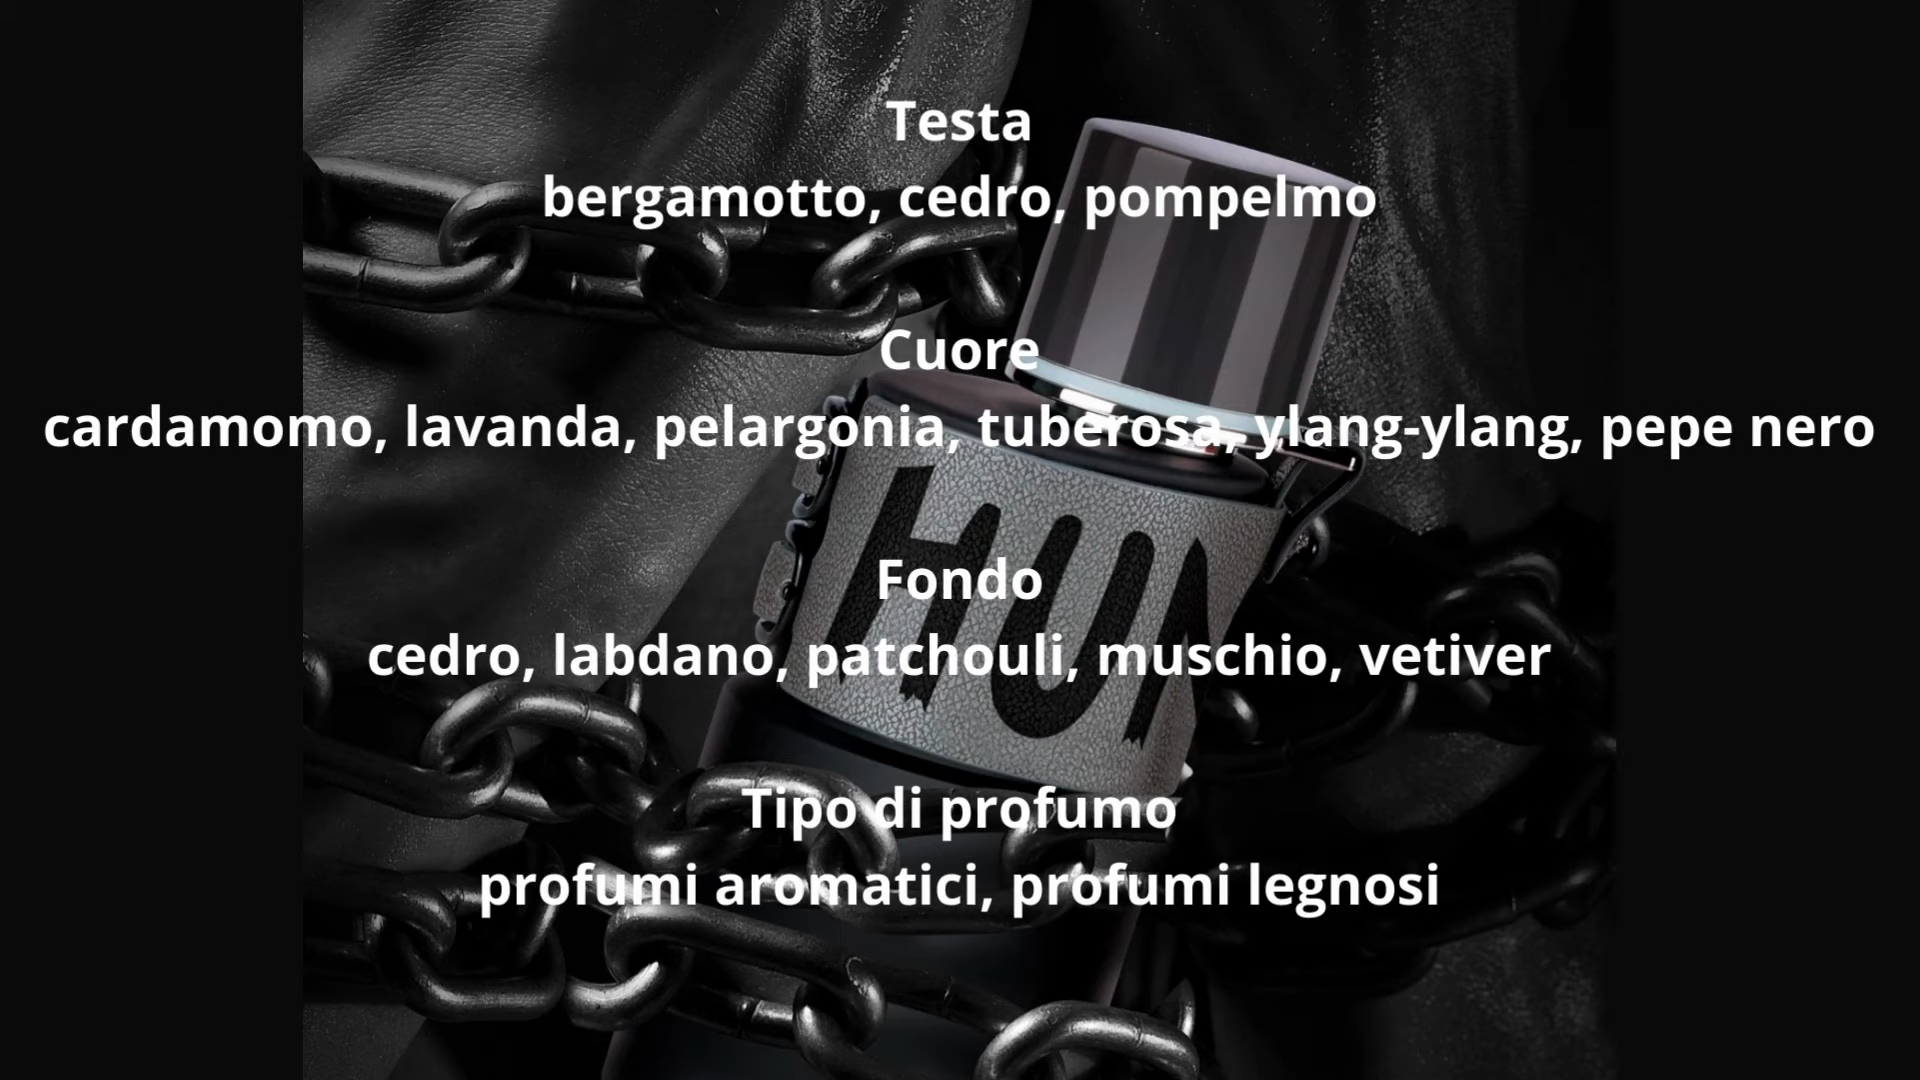 Testa
bergamotto, cedro, pompelmo
Cuore
cardamomo, lavanda, pelargonia, tuberosa, ylang-ylang, pepe nero
HUN
Fondo
cedro, labdano, patchouli, muschio, vetiver
Tipo di profumo
profumi aromatici, profumi legnosi